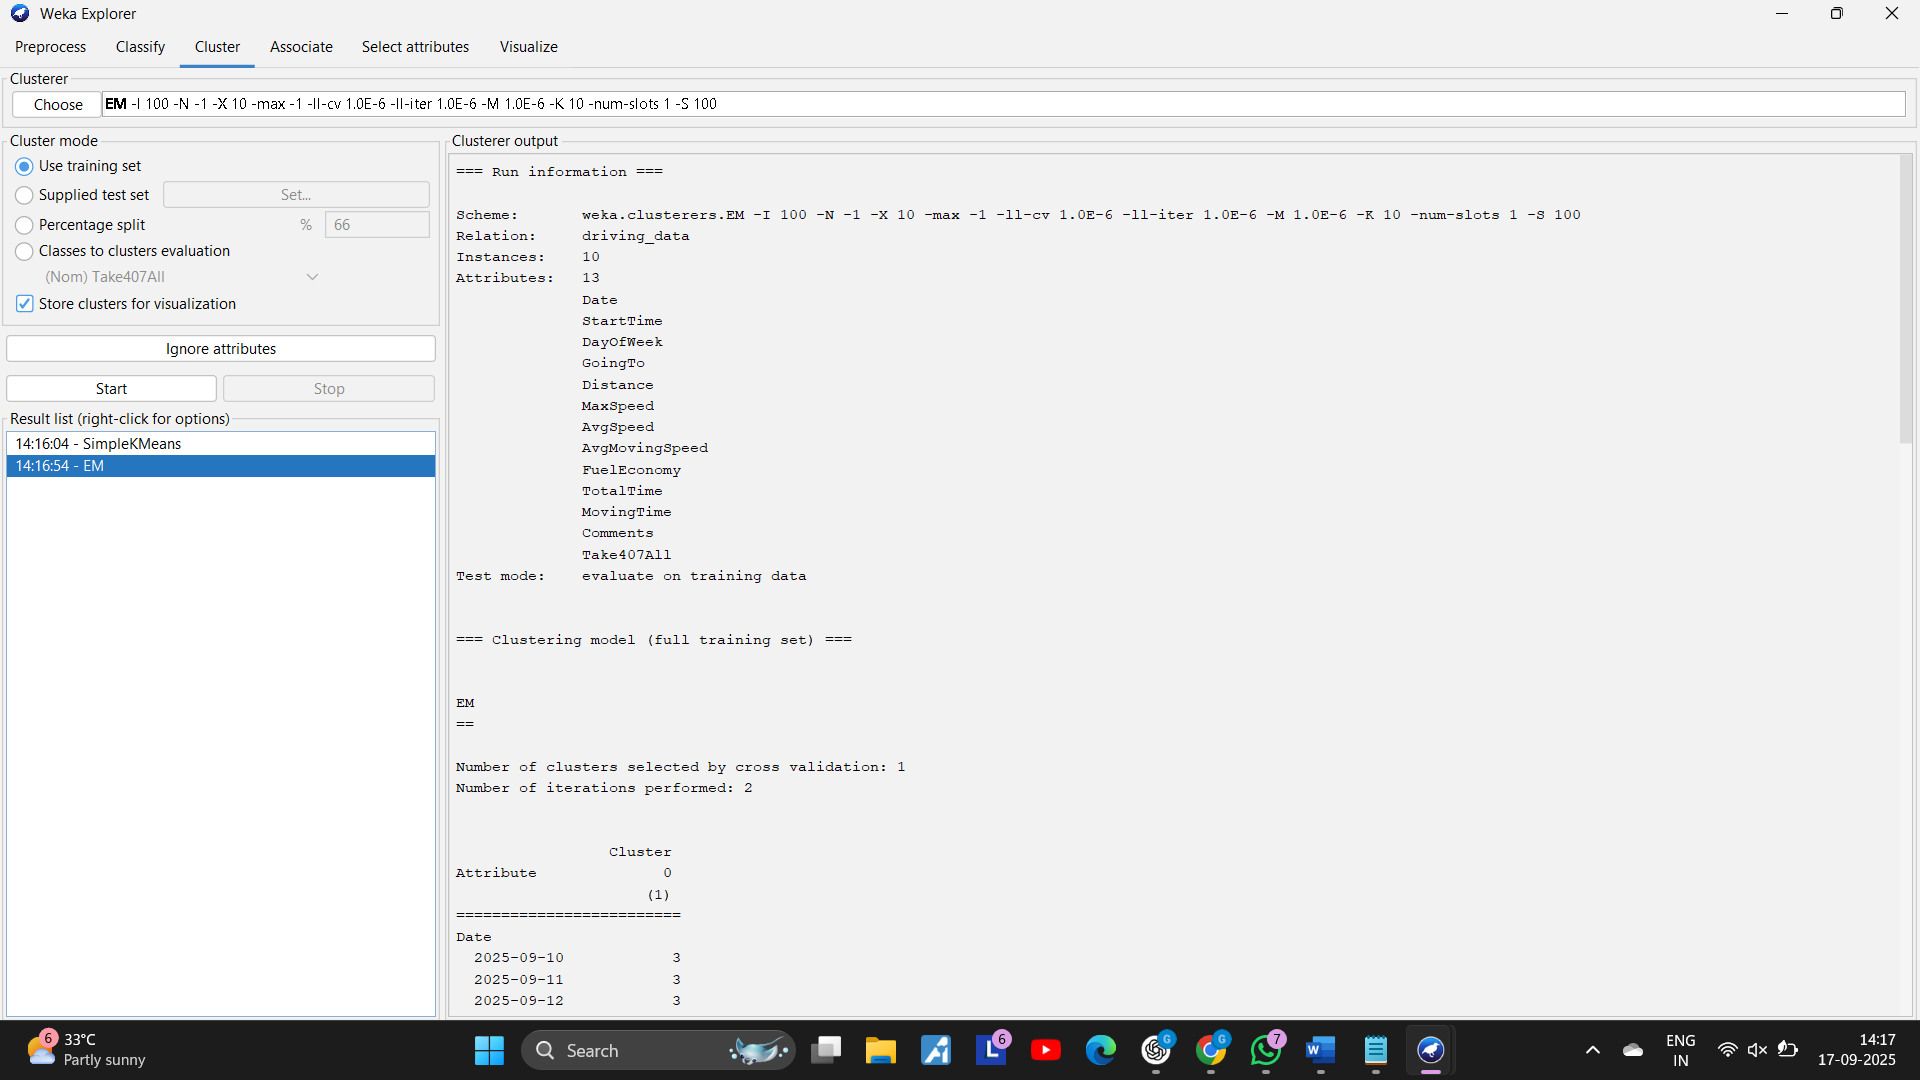 Weka Explorer
Preprocess Classify Cluster Associate Select attributes Visualize
Clusterer
Choose EM -I 100 -N -1 -X 10 -max -1 -ll-cv 1.0E-6 -ll-iter 1.0E-6 -M 1.0E-6 -K 10 -num-slots 1 -S 100
Cluster mode
Use training set
Supplied test set Set...
Percentage split % 66
Classes to clusters evaluation
(Nom) Take407All
Store clusters for visualization
Ignore attributes
Start Stop
Result list (right-click for options)
14:16:04 - SimpleKMeans
14:16:54 - EM
Clusterer output
=== Run information ===
Scheme: weka.clusterers.EM -I 100 -N -1 -X 10 -max -1 -ll-cv 1.0E-6 -ll-iter 1.0E-6 -M 1.0E-6 -K 10 -num-slots 1 -S 100
Relation: driving_data
Instances: 10
Attributes: 13
Date
StartTime
DayOfWeek
GoingTo
Distance
MaxSpeed
AvgSpeed
AvgMovingSpeed
FuelEconomy
TotalTime
MovingTime
Comments
Take407All
Test mode: evaluate on training data
=== Clustering model (full training set) ===
EM
==
Number of clusters selected by cross validation: 1
Number of iterations performed: 2
Cluster
Attribute 0
(1)
=========================
Date
2025-09-10 3
2025-09-11 3
2025-09-12 3
6
33°C
Partly sunny
Search
L 6
G
G
7
W
ENG
IN
14:17
17-09-2025